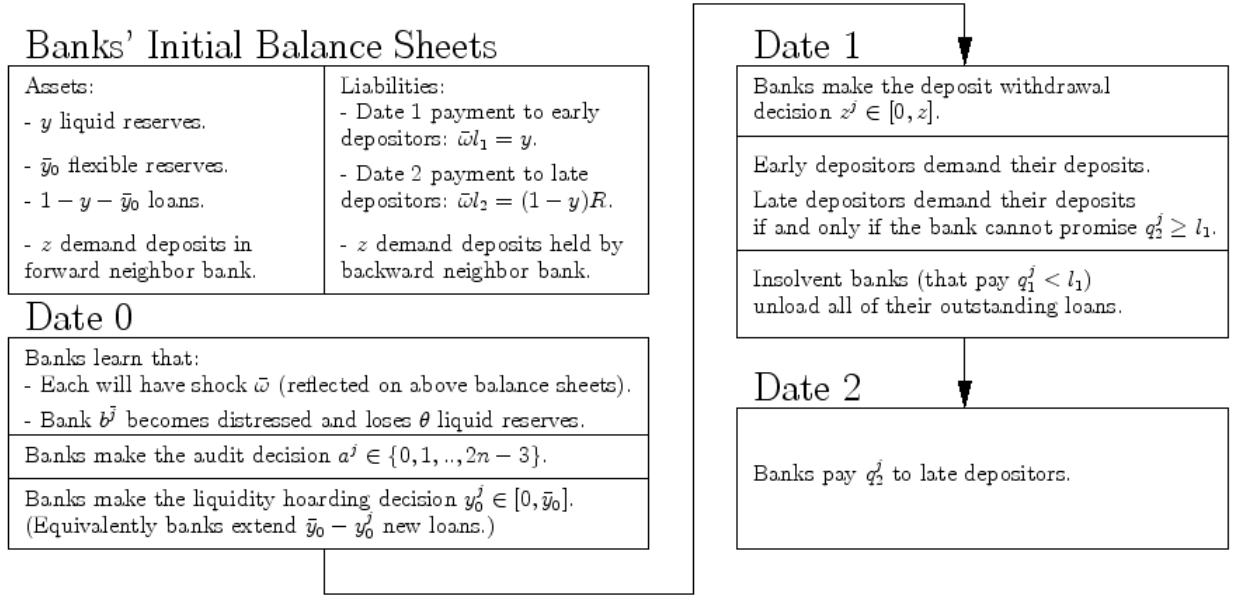 Banks' Initial Balance Sheets
Assets:
- y liquid reserves.
- ȳ₀ flexible reserves.
- 1 − y − ȳ₀ loans.
- z demand deposits in
forward neighbor bank.
Liabilities:
- Date 1 payment to early
depositors: ω̄l₁ = y.
- Date 2 payment to late
depositors: ω̄l₂ = (1 − y)R.
- z demand deposits held by
backward neighbor bank.
Date 0
Banks learn that:
- Each will have shock ω̄ (reflected on above balance sheets).
- Bank b^j̄ becomes distressed and loses θ liquid reserves.
Banks make the audit decision a^j ∈ {0, 1, .., 2n − 3}.
Banks make the liquidity hoarding decision y₀^j ∈ [0, ȳ₀].
(Equivalently banks extend ȳ₀ − y₀^j new loans.)
Date 1
Banks make the deposit withdrawal
decision z^j ∈ [0, z].
Early depositors demand their deposits.
Late depositors demand their deposits
if and only if the bank cannot promise q₂^j ≥ l₁.
Insolvent banks (that pay q₁^j < l₁)
unload all of their outstanding loans.
Date 2
Banks pay q₂^j to late depositors.